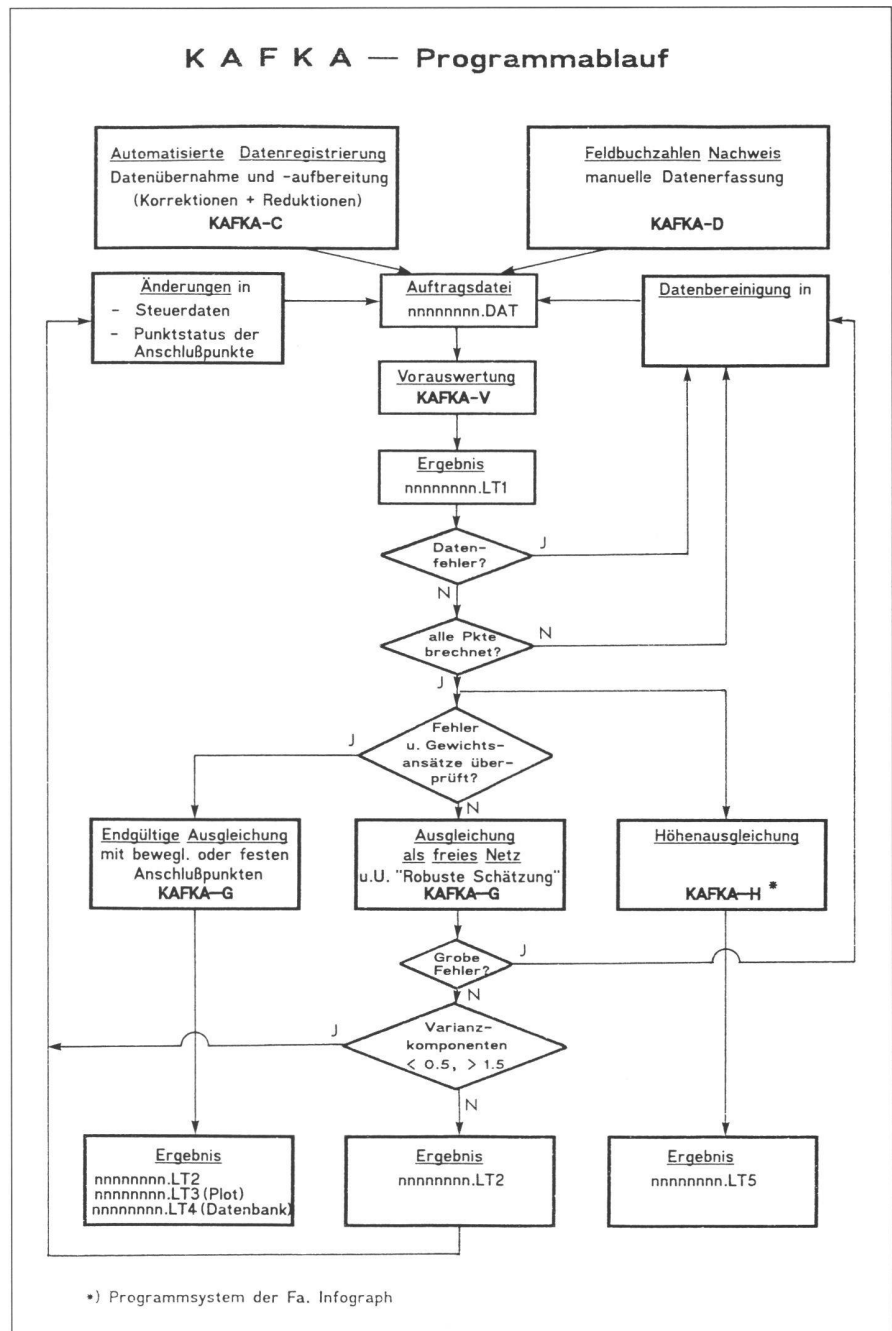 K A F K A — Programmablauf
Automatisierte Datenregistrierung
Datenübernahme und -aufbereitung
(Korrektionen + Reduktionen)
KAFKA-C
Feldbuchzahlen Nachweis
manuelle Datenerfassung
KAFKA-D
Änderungen in
- Steuerdaten
- Punktstatus der
Anschlußpunkte
Auftragsdatei
nnnnnnnn.DAT
Datenbereinigung in
Vorauswertung
KAFKA-V
Ergebnis
nnnnnnnn.LT1
Daten-
fehler?
J
N
alle Pkte
brechnet?
N
J
Fehler
u. Gewichts-
ansätze über-
prüft?
J
N
Endgültige Ausgleichung
mit bewegl. oder festen
Anschlußpunkten
KAFKA-G
Ausgleichung
als freies Netz
u.U. "Robuste Schätzung"
KAFKA-G
Höhenausgleichung
KAFKA-H *
Grobe
Fehler?
J
N
Varianz-
komponenten
< 0.5, > 1.5
J
N
Ergebnis
nnnnnnnn.LT2
nnnnnnnn.LT3 (Plot)
nnnnnnnn.LT4 (Datenbank)
Ergebnis
nnnnnnnn.LT2
Ergebnis
nnnnnnnn.LT5
*) Programmsystem der Fa. Infograph